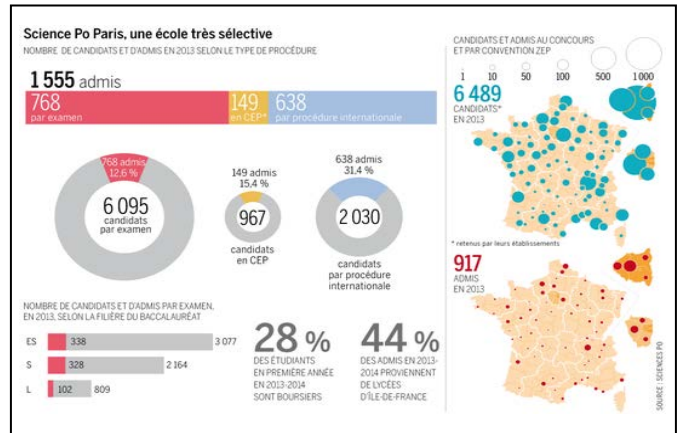 Science Po Paris, une école très sélective
NOMBRE DE CANDIDATS ET D'ADMIS EN 2013 SELON LE TYPE DE PROCÉDURE
1 555 admis
768
par examen
149
en CEP*
638
par procédure internationale
768 admis
12,6 %
6 095
candidats
par examen
149 admis
15,4 %
967
candidats
en CEP
638 admis
31,4 %
2 030
candidats
par procédure
internationale
NOMBRE DE CANDIDATS ET D'ADMIS PAR EXAMEN,
EN 2013, SELON LA FILIÈRE DU BACCALAURÉAT
ES 338 3 077
S 328 2 164
L 102 809
28 %
DES ÉTUDIANTS
EN PREMIÈRE ANNÉE
EN 2013-2014
SONT BOURSIERS
44 %
DES ADMIS EN 2013-
2014 PROVIENNENT
DE LYCÉES
D'ÎLE-DE-FRANCE
CANDIDATS ET ADMIS AU CONCOURS
ET PAR CONVENTION ZEP
1 10 50 100 500 1 000
6 489
CANDIDATS*
EN 2013
* retenus par leurs établissements
917
ADMIS
EN 2013
SOURCE : SCIENCES PO